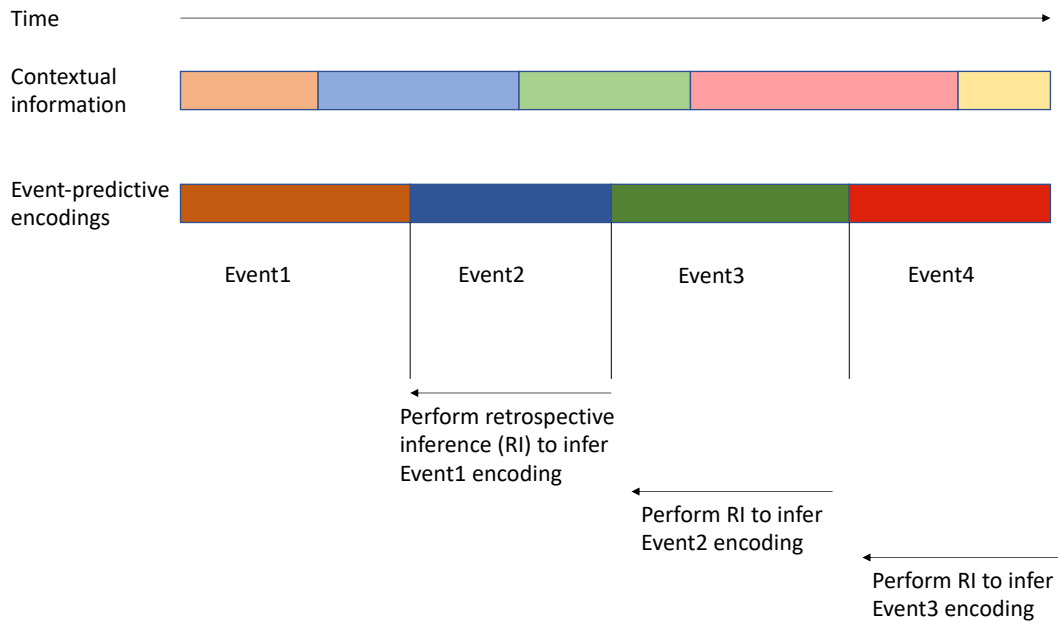 Time
Contextual
information
Event-predictive
encodings
Event1
Event2
Event3
Event4
Perform retrospective
inference (RI) to infer
Event1 encoding
Perform RI to infer
Event2 encoding
Perform RI to infer
Event3 encoding